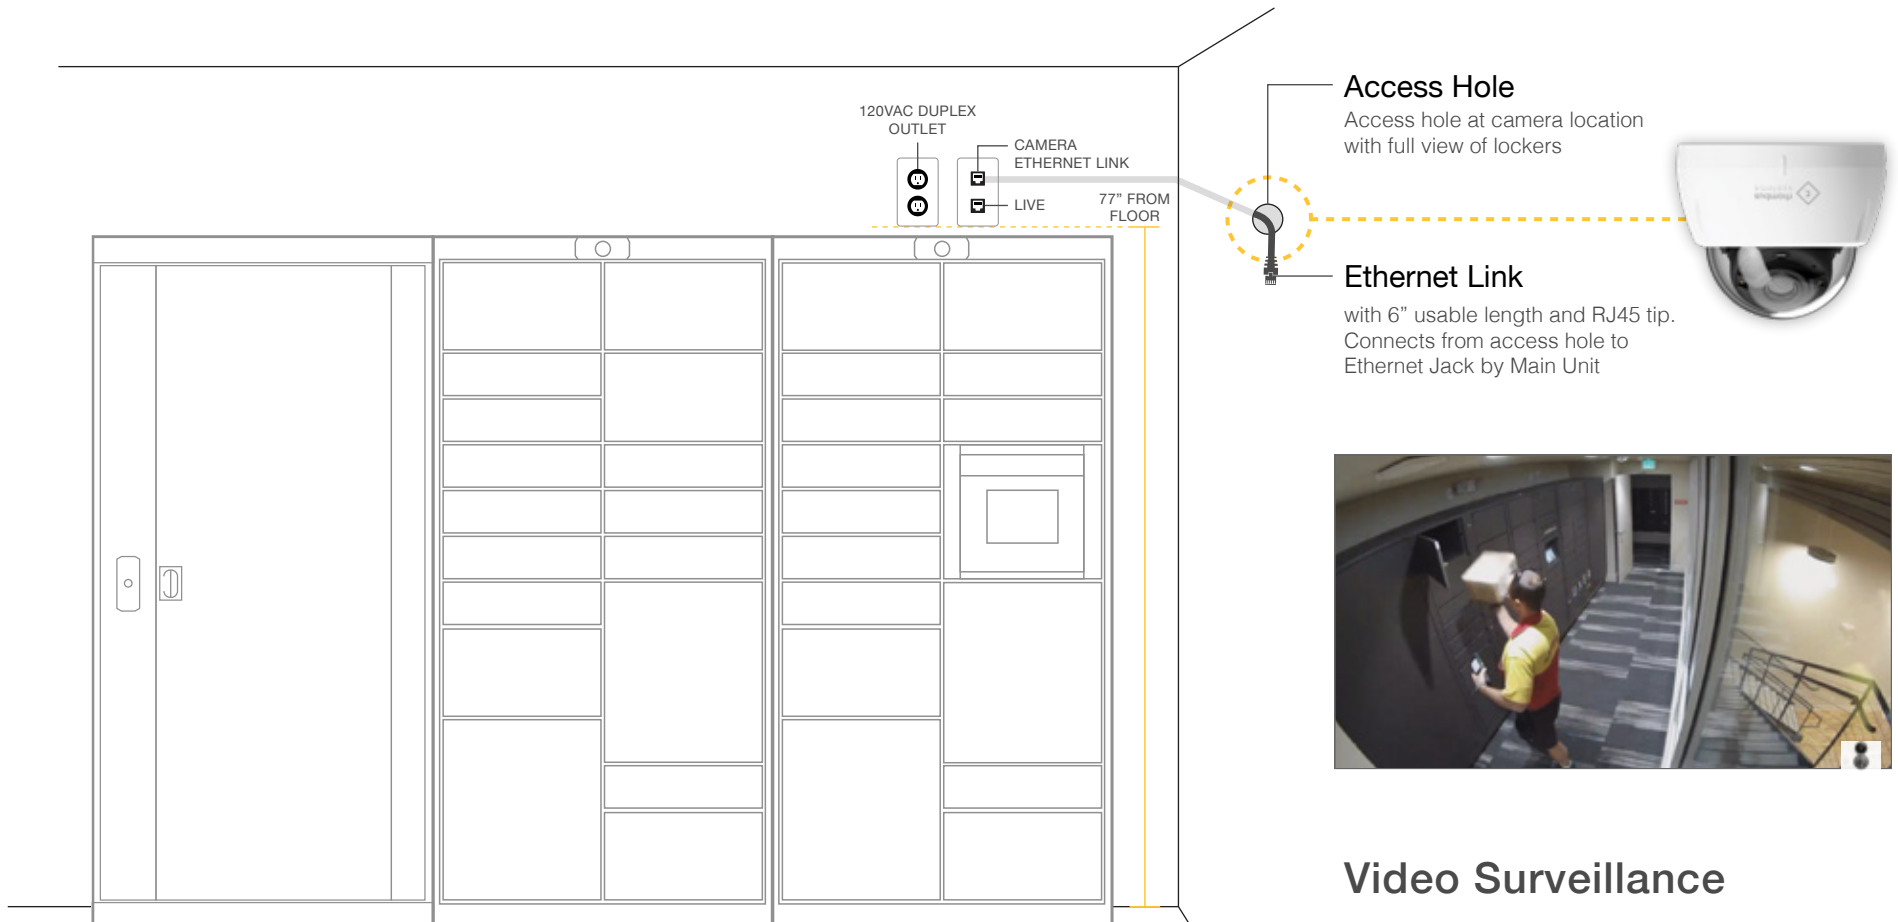 120VAC DUPLEX
OUTLET
CAMERA
ETHERNET LINK
LIVE
77” FROM
FLOOR
Access Hole
Access hole at camera location
with full view of lockers
Ethernet Link
with 6” usable length and RJ45 tip.
Connects from access hole to
Ethernet Jack by Main Unit
Video Surveillance